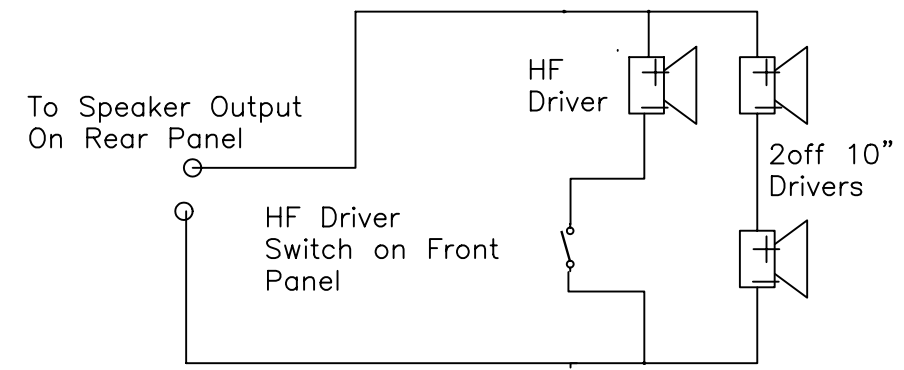 To Speaker Output
On Rear Panel
HF
Driver
2off 10”
Drivers
HF Driver
Switch on Front
Panel